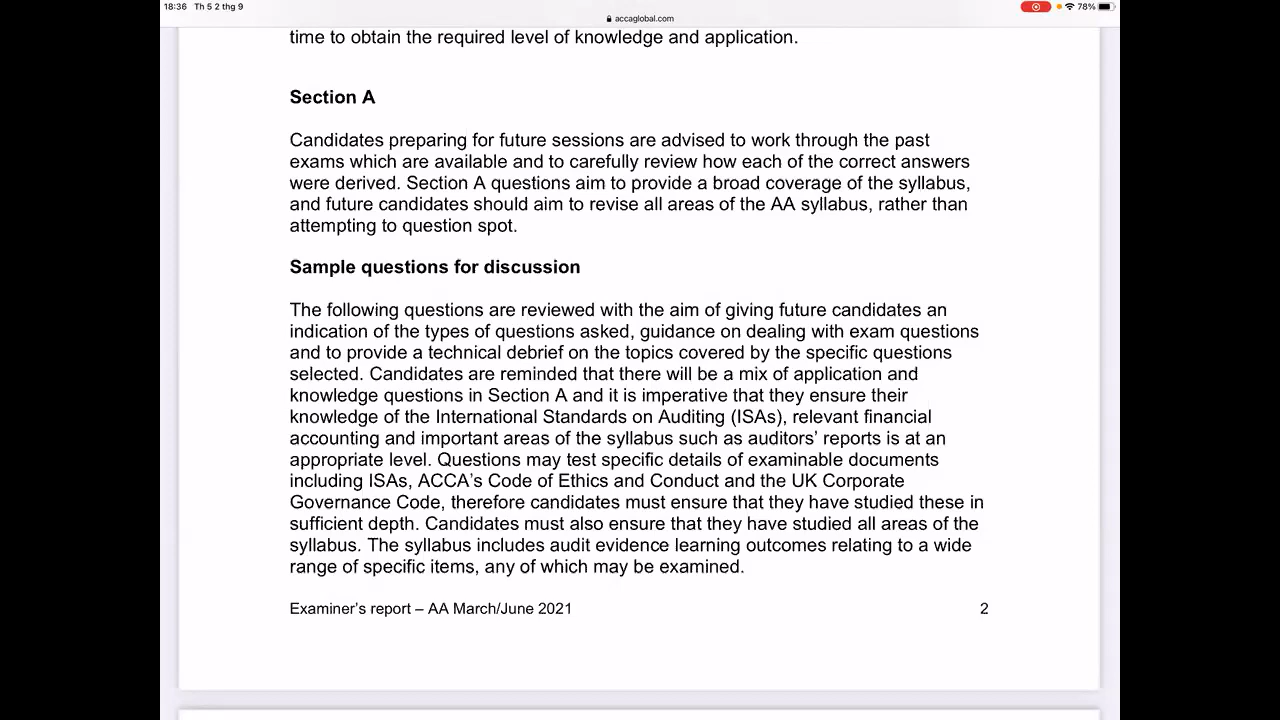 18:36 Th 5 2 thg 9
78%
accaglobal.com
time to obtain the required level of knowledge and application.
Section A
Candidates preparing for future sessions are advised to work through the past
exams which are available and to carefully review how each of the correct answers
were derived. Section A questions aim to provide a broad coverage of the syllabus,
and future candidates should aim to revise all areas of the AA syllabus, rather than
attempting to question spot.
Sample questions for discussion
The following questions are reviewed with the aim of giving future candidates an
indication of the types of questions asked, guidance on dealing with exam questions
and to provide a technical debrief on the topics covered by the specific questions
selected. Candidates are reminded that there will be a mix of application and
knowledge questions in Section A and it is imperative that they ensure their
knowledge of the International Standards on Auditing (ISAs), relevant financial
accounting and important areas of the syllabus such as auditors’ reports is at an
appropriate level. Questions may test specific details of examinable documents
including ISAs, ACCA’s Code of Ethics and Conduct and the UK Corporate
Governance Code, therefore candidates must ensure that they have studied these in
sufficient depth. Candidates must also ensure that they have studied all areas of the
syllabus. The syllabus includes audit evidence learning outcomes relating to a wide
range of specific items, any of which may be examined.
Examiner’s report – AA March/June 2021 2